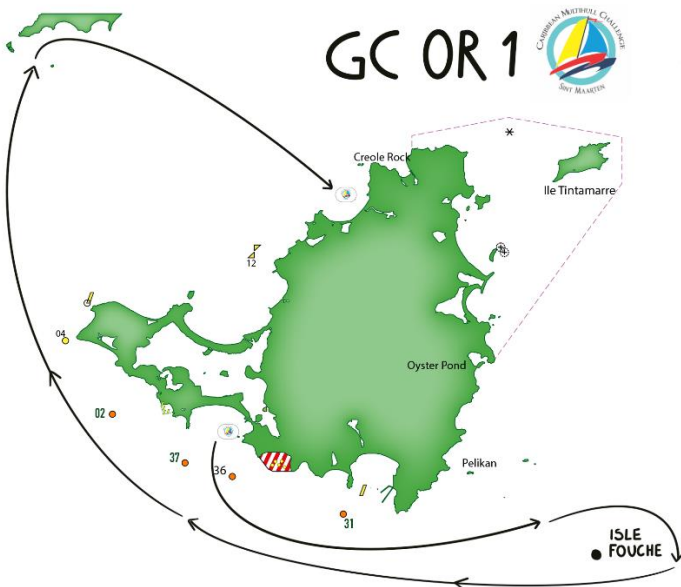 GC OR 1
CARIBBEAN MULTIHULL CHALLENGE
SINT MAARTEN
Creole Rock
Ile Tintamarre
12
04
Oyster Pond
02
37
36
Pelikan
31
ISLE
FOUCHE